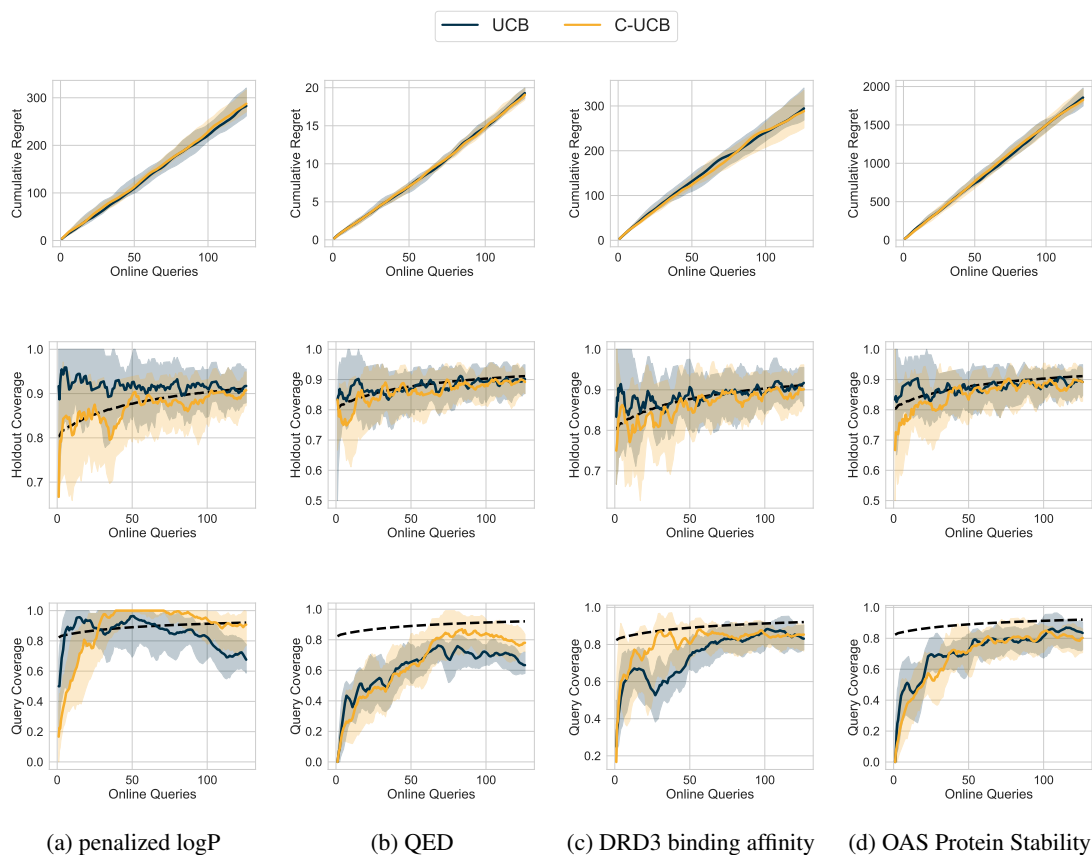 UCB C-UCB
Cumulative Regret
300
200
100
0
0 50 100
Online Queries
Cumulative Regret
20
15
10
5
0
0 50 100
Online Queries
Cumulative Regret
300
200
100
0
0 50 100
Online Queries
Cumulative Regret
2000
1500
1000
500
0
0 50 100
Online Queries
Holdout Coverage
1.0
0.9
0.8
0.7
0 50 100
Online Queries
Holdout Coverage
1.0
0.9
0.8
0.7
0.6
0.5
0 50 100
Online Queries
Holdout Coverage
1.0
0.9
0.8
0.7
0 50 100
Online Queries
Holdout Coverage
1.0
0.9
0.8
0.7
0.6
0.5
0 50 100
Online Queries
Query Coverage
1.0
0.8
0.6
0.4
0.2
0.0
0 50 100
Online Queries
Query Coverage
1.0
0.8
0.6
0.4
0.2
0.0
0 50 100
Online Queries
Query Coverage
1.0
0.8
0.6
0.4
0.2
0 50 100
Online Queries
Query Coverage
1.0
0.8
0.6
0.4
0.2
0.0
0 50 100
Online Queries
(a) penalized logP
(b) QED
(c) DRD3 binding affinity
(d) OAS Protein Stability